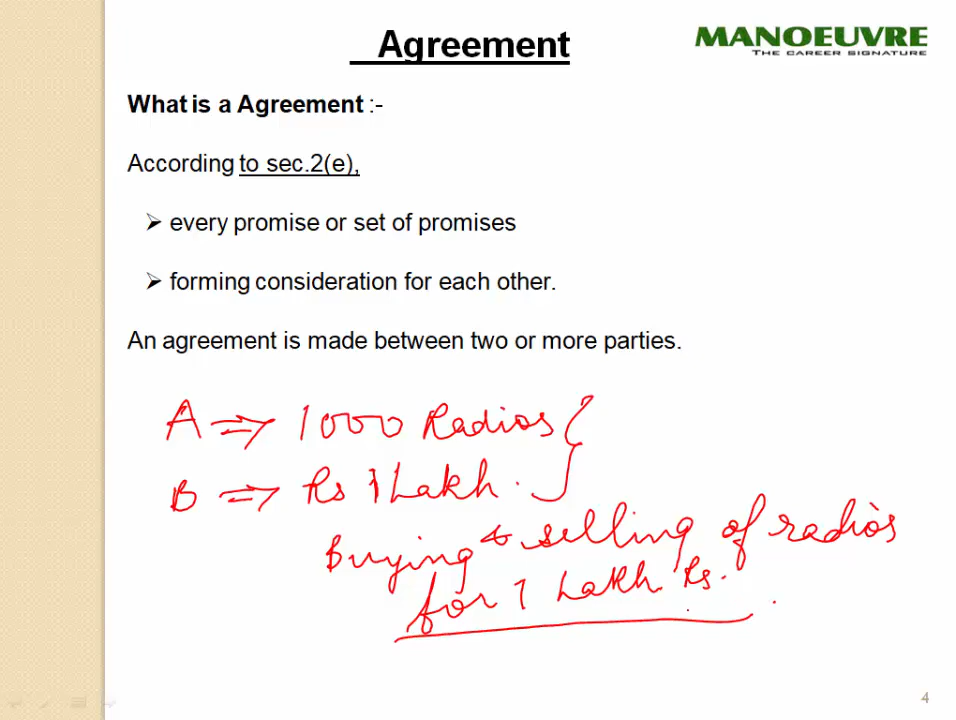 Agreement
MANOEUVRE
THE CAREER SIGNATURE
What is a Agreement :-
According to sec.2(e),
➢ every promise or set of promises
➢ forming consideration for each other.
An agreement is made between two or more parties.
A ⇒ 1000 Radios
B ⇒ Rs 1 Lakh.
Buying & selling of radios
for 1 Lakh Rs.
4